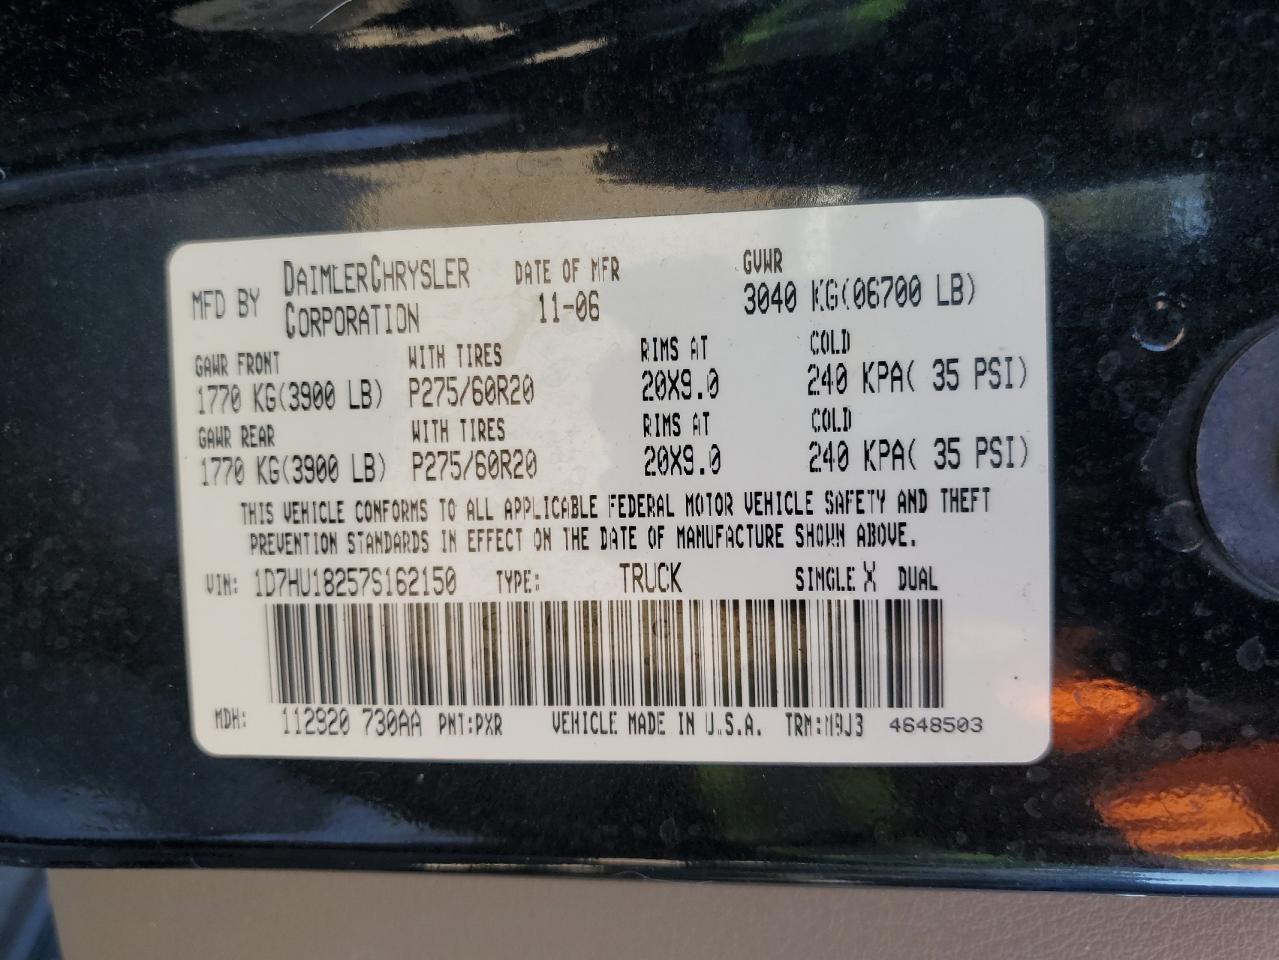 MFD BY DAIMLERCHRYSLER CORPORATION DATE OF MFR 11-06 GVWR 3040 KG(06700 LB)
GAWR FRONT WITH TIRES RIMS AT COLD
1770 KG(3900 LB) P275/60R20 20X9.0 240 KPA( 35 PSI)
GAWR REAR WITH TIRES RIMS AT COLD
1770 KG(3900 LB) P275/60R20 20X9.0 240 KPA( 35 PSI)
THIS VEHICLE CONFORMS TO ALL APPLICABLE FEDERAL MOTOR VEHICLE SAFETY AND THEFT
PREVENTION STANDARDS IN EFFECT ON THE DATE OF MANUFACTURE SHOWN ABOVE.
VIN: 1D7HU18257S162150 TYPE: TRUCK SINGLE X DUAL
MDH: 112920 730AA PNT:PXR VEHICLE MADE IN U.S.A. TRM:M9J3 4648503